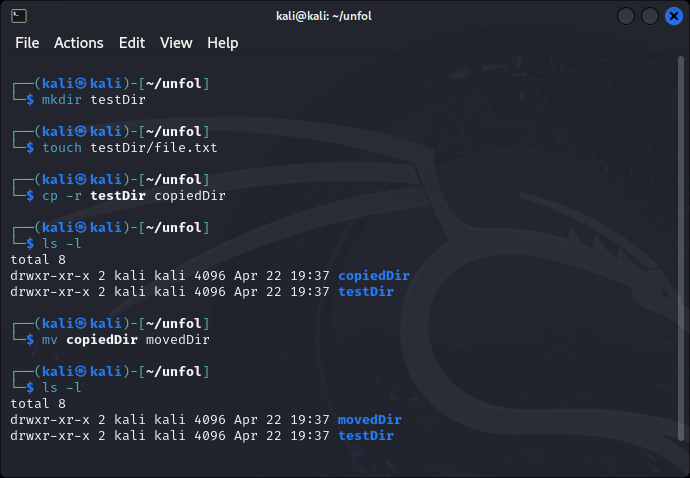 kali@kali: ~/unfol
File Actions Edit View Help
┌──(kali㉿kali)-[~/unfol]
└─$ mkdir testDir
┌──(kali㉿kali)-[~/unfol]
└─$ touch testDir/file.txt
┌──(kali㉿kali)-[~/unfol]
└─$ cp -r testDir copiedDir
┌──(kali㉿kali)-[~/unfol]
└─$ ls -l
total 8
drwxr-xr-x 2 kali kali 4096 Apr 22 19:37 copiedDir
drwxr-xr-x 2 kali kali 4096 Apr 22 19:37 testDir
┌──(kali㉿kali)-[~/unfol]
└─$ mv copiedDir movedDir
┌──(kali㉿kali)-[~/unfol]
└─$ ls -l
total 8
drwxr-xr-x 2 kali kali 4096 Apr 22 19:37 movedDir
drwxr-xr-x 2 kali kali 4096 Apr 22 19:37 testDir